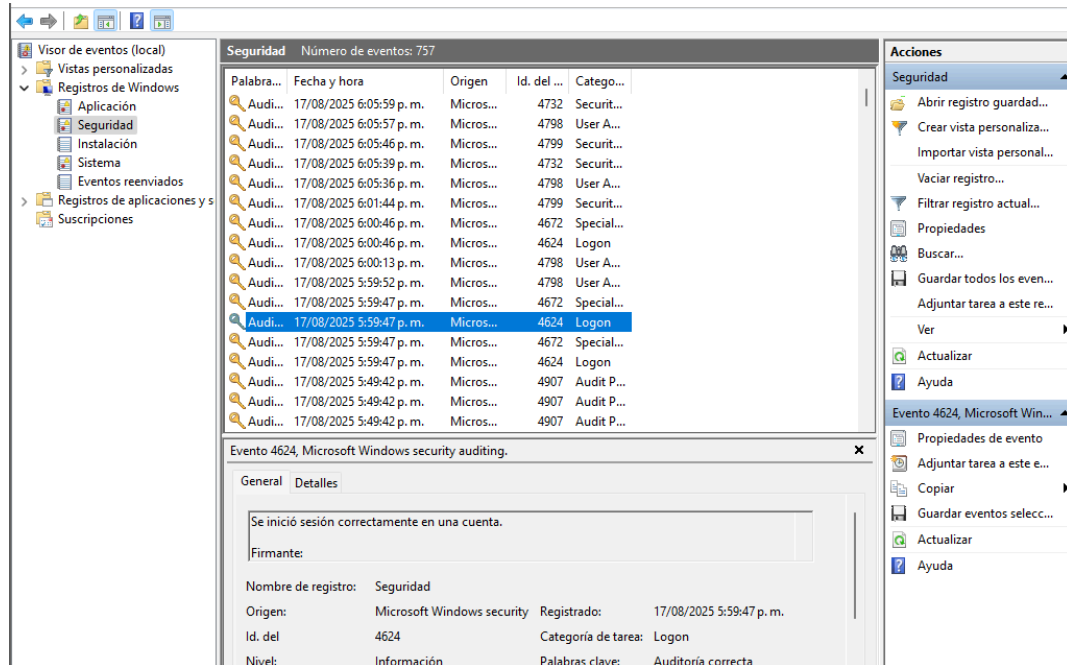 Visor de eventos (local)
Vistas personalizadas
Registros de Windows
Aplicación
Seguridad
Instalación
Sistema
Eventos reenviados
Registros de aplicaciones y s
Suscripciones
Seguridad Número de eventos: 757
Palabra... Fecha y hora Origen Id. del ... Catego...
Audi... 17/08/2025 6:05:59 p. m. Micros... 4732 Securit...
Audi... 17/08/2025 6:05:57 p. m. Micros... 4798 User A...
Audi... 17/08/2025 6:05:46 p. m. Micros... 4799 Securit...
Audi... 17/08/2025 6:05:39 p. m. Micros... 4732 Securit...
Audi... 17/08/2025 6:05:36 p. m. Micros... 4798 User A...
Audi... 17/08/2025 6:01:44 p. m. Micros... 4799 Securit...
Audi... 17/08/2025 6:00:46 p. m. Micros... 4672 Special...
Audi... 17/08/2025 6:00:46 p. m. Micros... 4624 Logon
Audi... 17/08/2025 6:00:13 p. m. Micros... 4798 User A...
Audi... 17/08/2025 5:59:52 p. m. Micros... 4798 User A...
Audi... 17/08/2025 5:59:47 p. m. Micros... 4672 Special...
Audi... 17/08/2025 5:59:47 p. m. Micros... 4624 Logon
Audi... 17/08/2025 5:59:47 p. m. Micros... 4672 Special...
Audi... 17/08/2025 5:59:47 p. m. Micros... 4624 Logon
Audi... 17/08/2025 5:49:42 p. m. Micros... 4907 Audit P...
Audi... 17/08/2025 5:49:42 p. m. Micros... 4907 Audit P...
Audi... 17/08/2025 5:49:42 p. m. Micros... 4907 Audit P...
Evento 4624, Microsoft Windows security auditing.
General Detalles
Se inició sesión correctamente en una cuenta.
Firmante:
Nombre de registro: Seguridad
Origen: Microsoft Windows security Registrado: 17/08/2025 5:59:47 p. m.
Id. del 4624 Categoría de tarea: Logon
Nivel: Información Palabras clave: Auditoría correcta
Acciones
Seguridad
Abrir registro guardad...
Crear vista personaliza...
Importar vista personal...
Vaciar registro...
Filtrar registro actual...
Propiedades
Buscar...
Guardar todos los even...
Adjuntar tarea a este re...
Ver
Actualizar
Ayuda
Evento 4624, Microsoft Win...
Propiedades de evento
Adjuntar tarea a este e...
Copiar
Guardar eventos selecc...
Actualizar
Ayuda